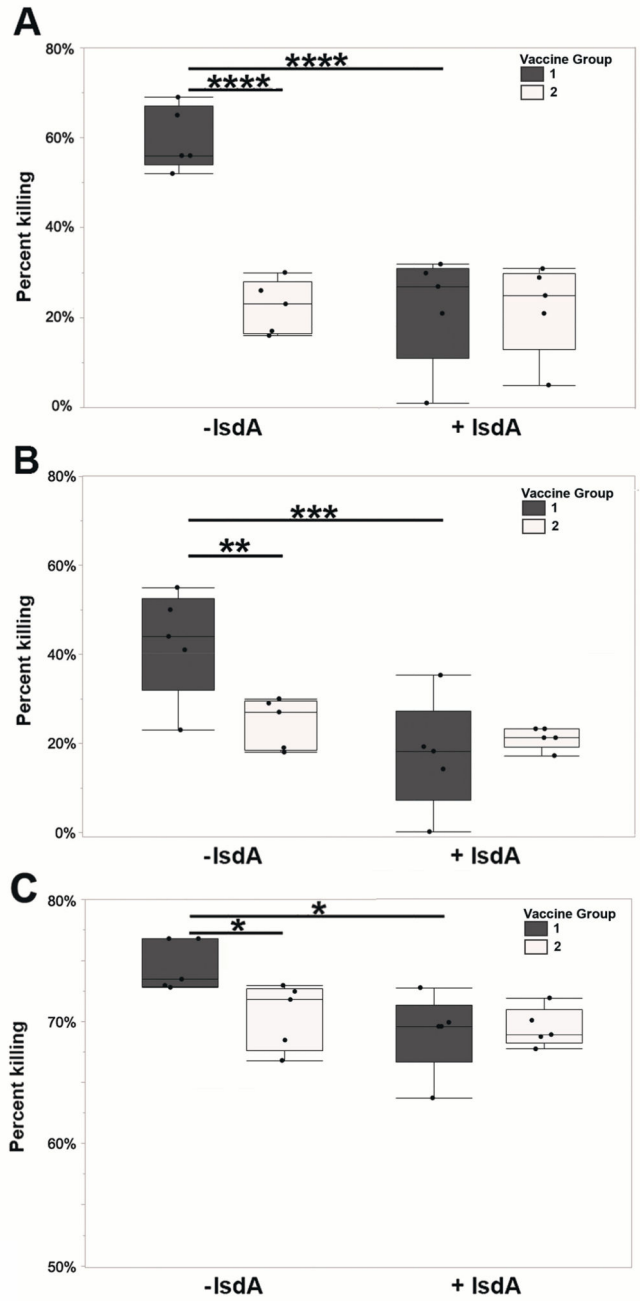 A
80%
****
****
Vaccine Group
1
2
60%
40%
20%
0%
Percent killing
-IsdA
+ IsdA
B
80%
***
**
Vaccine Group
1
2
60%
40%
20%
0%
Percent killing
-IsdA
+ IsdA
C
80%
*
*
Vaccine Group
1
2
70%
60%
50%
Percent killing
-IsdA
+ IsdA